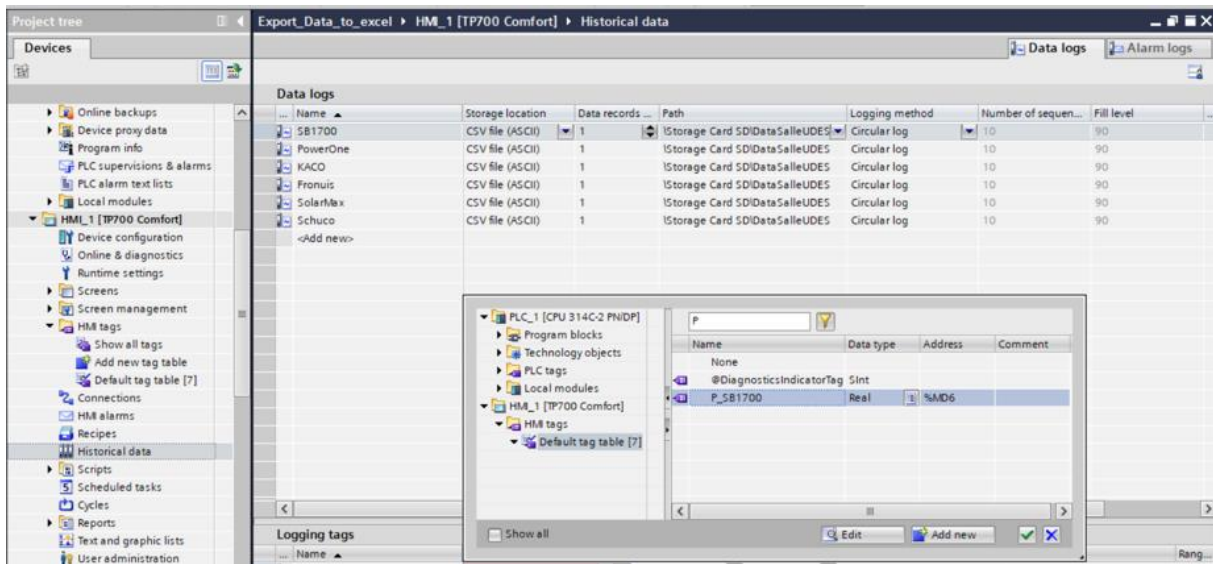 Project tree
Export_Data_to_excel ▸ HMI_1 [TP700 Comfort] ▸ Historical data
Devices
Data logs
Alarm logs
Online backups
Device proxy data
Program info
PLC supervisions & alarms
PLC alarm text lists
Local modules
HMI_1 [TP700 Comfort]
Device configuration
Online & diagnostics
Runtime settings
Screens
Screen management
HMI tags
Show all tags
Add new tag table
Default tag table [7]
Connections
HMI alarms
Recipes
Historical data
Scripts
Scheduled tasks
Cycles
Reports
Text and graphic lists
User administration
Data logs
... Name Storage location Data records ... Path Logging method Number of sequen... Fill level ...
SB1700 CSV file (ASCII) 1 \Storage Card SD\DataSalleUDES Circular log 10 90
PowerOne CSV file (ASCII) 1 \Storage Card SD\DataSalleUDES Circular log 10 90
KACO CSV file (ASCII) 1 \Storage Card SD\DataSalleUDES Circular log 10 90
Fronuis CSV file (ASCII) 1 \Storage Card SD\DataSalleUDES Circular log 10 90
SolarMax CSV file (ASCII) 1 \Storage Card SD\DataSalleUDES Circular log 10 90
Schuco CSV file (ASCII) 1 \Storage Card SD\DataSalleUDES Circular log 10 90
<Add new>
PLC_1 [CPU 314C-2 PN/DP]
Program blocks
Technology objects
PLC tags
Local modules
HMI_1 [TP700 Comfort]
HMI tags
Default tag table [7]
P
Name Data type Address Comment
None
@DiagnosticsIndicatorTag SInt
P_SB1700 Real %MD6
Show all Edit Add new
Logging tags
... Name Rang...